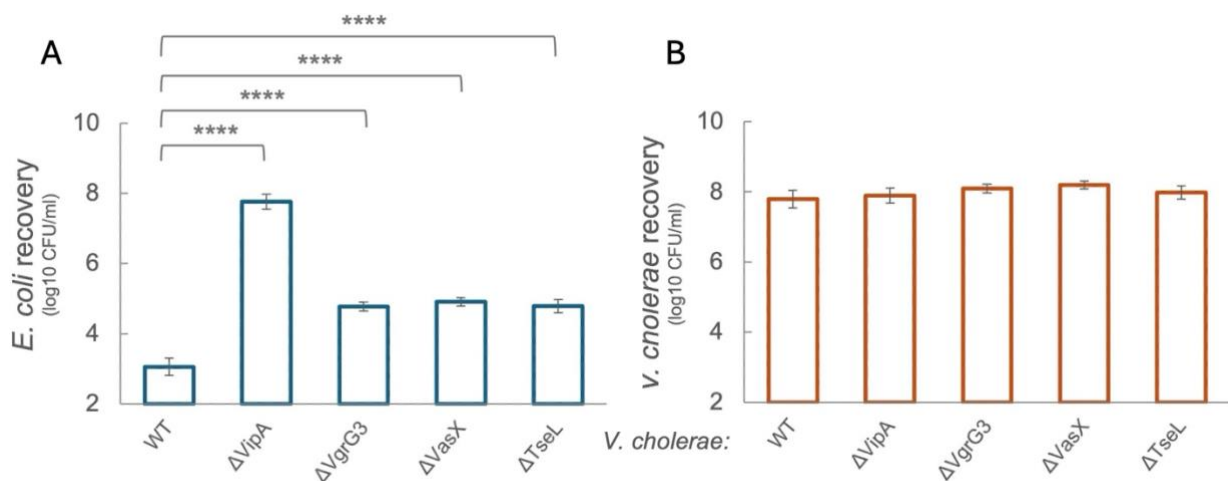 A
****
****
****
****
E. coli recovery
(log10 CFU/ml)
10
8
6
4
2
WT
ΔVipA
ΔVgrG3
ΔVasX
ΔTseL
B
V. cholerae recovery
(log10 CFU/ml)
10
8
6
4
2
V. cholerae:
WT
ΔVipA
ΔVgrG3
ΔVasX
ΔTseL